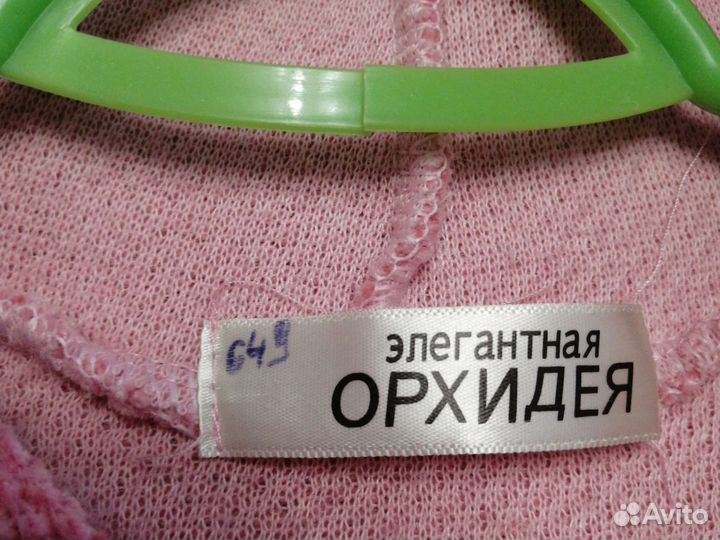 элегантная
ОРХИДЕЯ
649
Avito